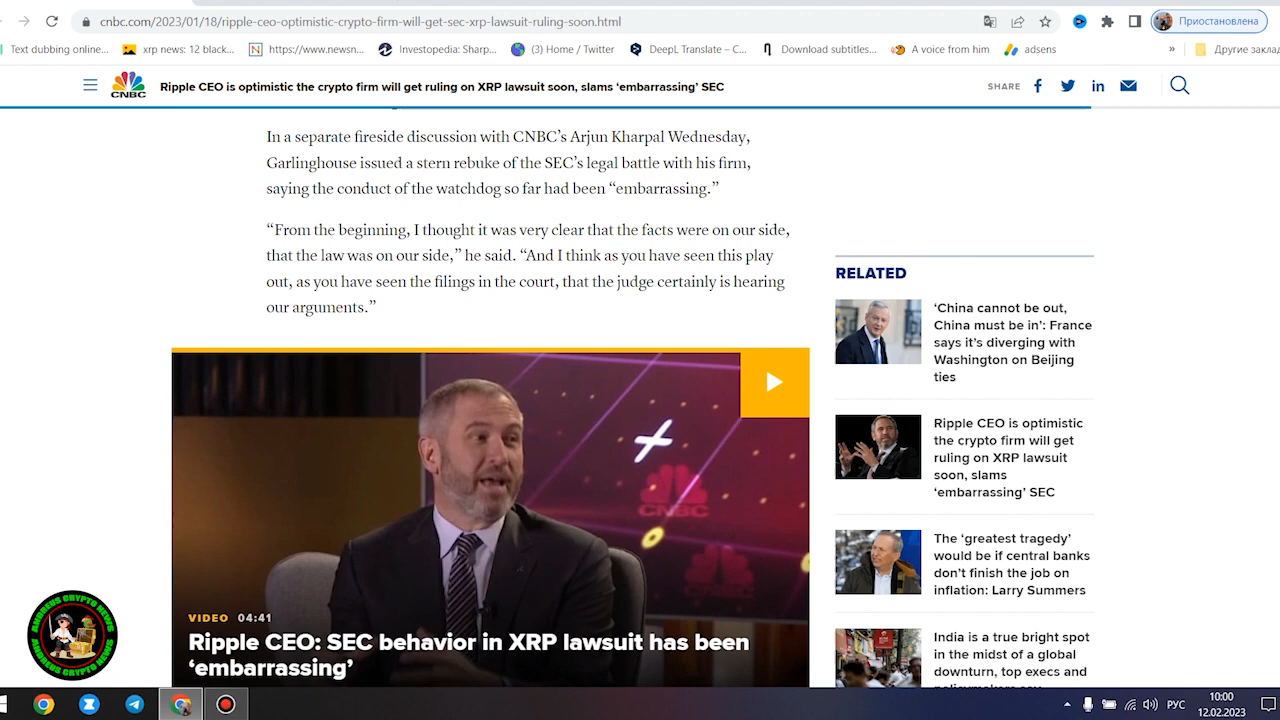 cnbc.com/2023/01/18/ripple-ceo-optimistic-crypto-firm-will-get-sec-xrp-lawsuit-ruling-soon.html
Приостановлена
Text dubbing online...
xrp news: 12 black...
https://www.newsn...
Investopedia: Sharp...
(3) Home / Twitter
DeepL Translate – C...
Download subtitles...
A voice from him
adsens
»
Другие закла
CNBC
Ripple CEO is optimistic the crypto firm will get ruling on XRP lawsuit soon, slams ‘embarrassing’ SEC
SHARE
In a separate fireside discussion with CNBC’s Arjun Kharpal Wednesday,
Garlinghouse issued a stern rebuke of the SEC’s legal battle with his firm,
saying the conduct of the watchdog so far had been “embarrassing.”
“From the beginning, I thought it was very clear that the facts were on our side,
that the law was on our side,” he said. “And I think as you have seen this play
out, as you have seen the filings in the court, that the judge certainly is hearing
our arguments.”
CNBC
VIDEO 04:41
Ripple CEO: SEC behavior in XRP lawsuit has been
‘embarrassing’
RELATED
‘China cannot be out,
China must be in’: France
says it’s diverging with
Washington on Beijing
ties
Ripple CEO is optimistic
the crypto firm will get
ruling on XRP lawsuit
soon, slams
‘embarrassing’ SEC
The ‘greatest tragedy’
would be if central banks
don’t finish the job on
inflation: Larry Summers
India is a true bright spot
in the midst of a global
downturn, top execs and
ANDREUS CRYPTO NEWS
ANDREUS CRYPTO NEWS
РУС
10:00
12.02.2023